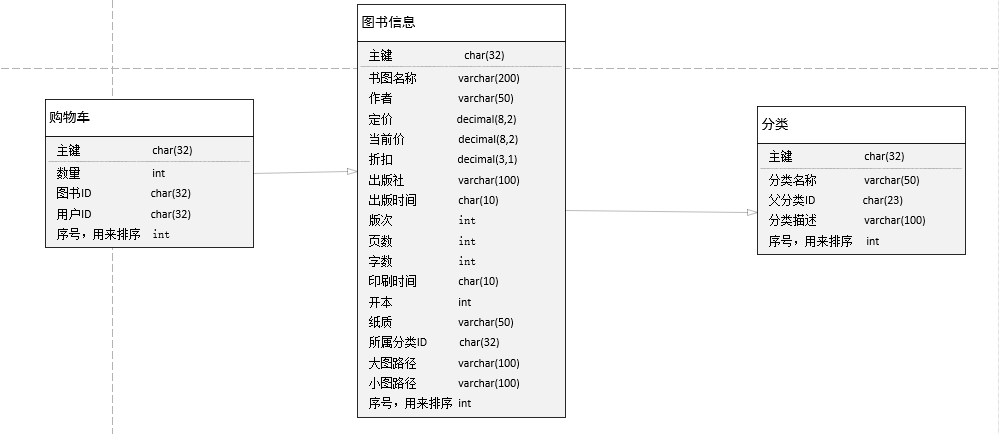 购物车
主键 char(32)
数量 int
图书ID char(32)
用户ID char(32)
序号，用来排序 int
图书信息
主键 char(32)
书图名称 varchar(200)
作者 varchar(50)
定价 decimal(8,2)
当前价 decimal(8,2)
折扣 decimal(3,1)
出版社 varchar(100)
出版时间 char(10)
版次 int
页数 int
字数 int
印刷时间 char(10)
开本 int
纸质 varchar(50)
所属分类ID char(32)
大图路径 varchar(100)
小图路径 varchar(100)
序号，用来排序 int
分类
主键 char(32)
分类名称 varchar(50)
父分类ID char(23)
分类描述 varchar(100)
序号，用来排序 int